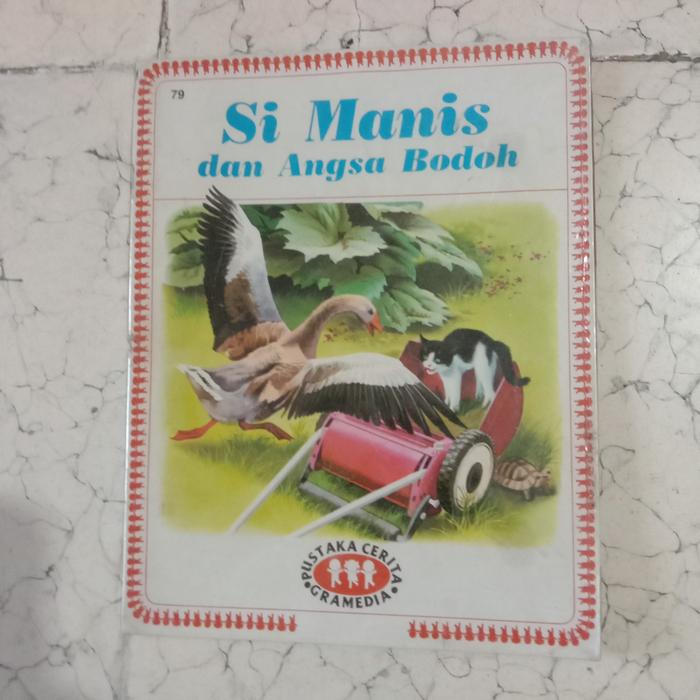 79
Si Manis
dan Angsa Bodoh
PUSTAKA CERITA
•GRAMEDIA•